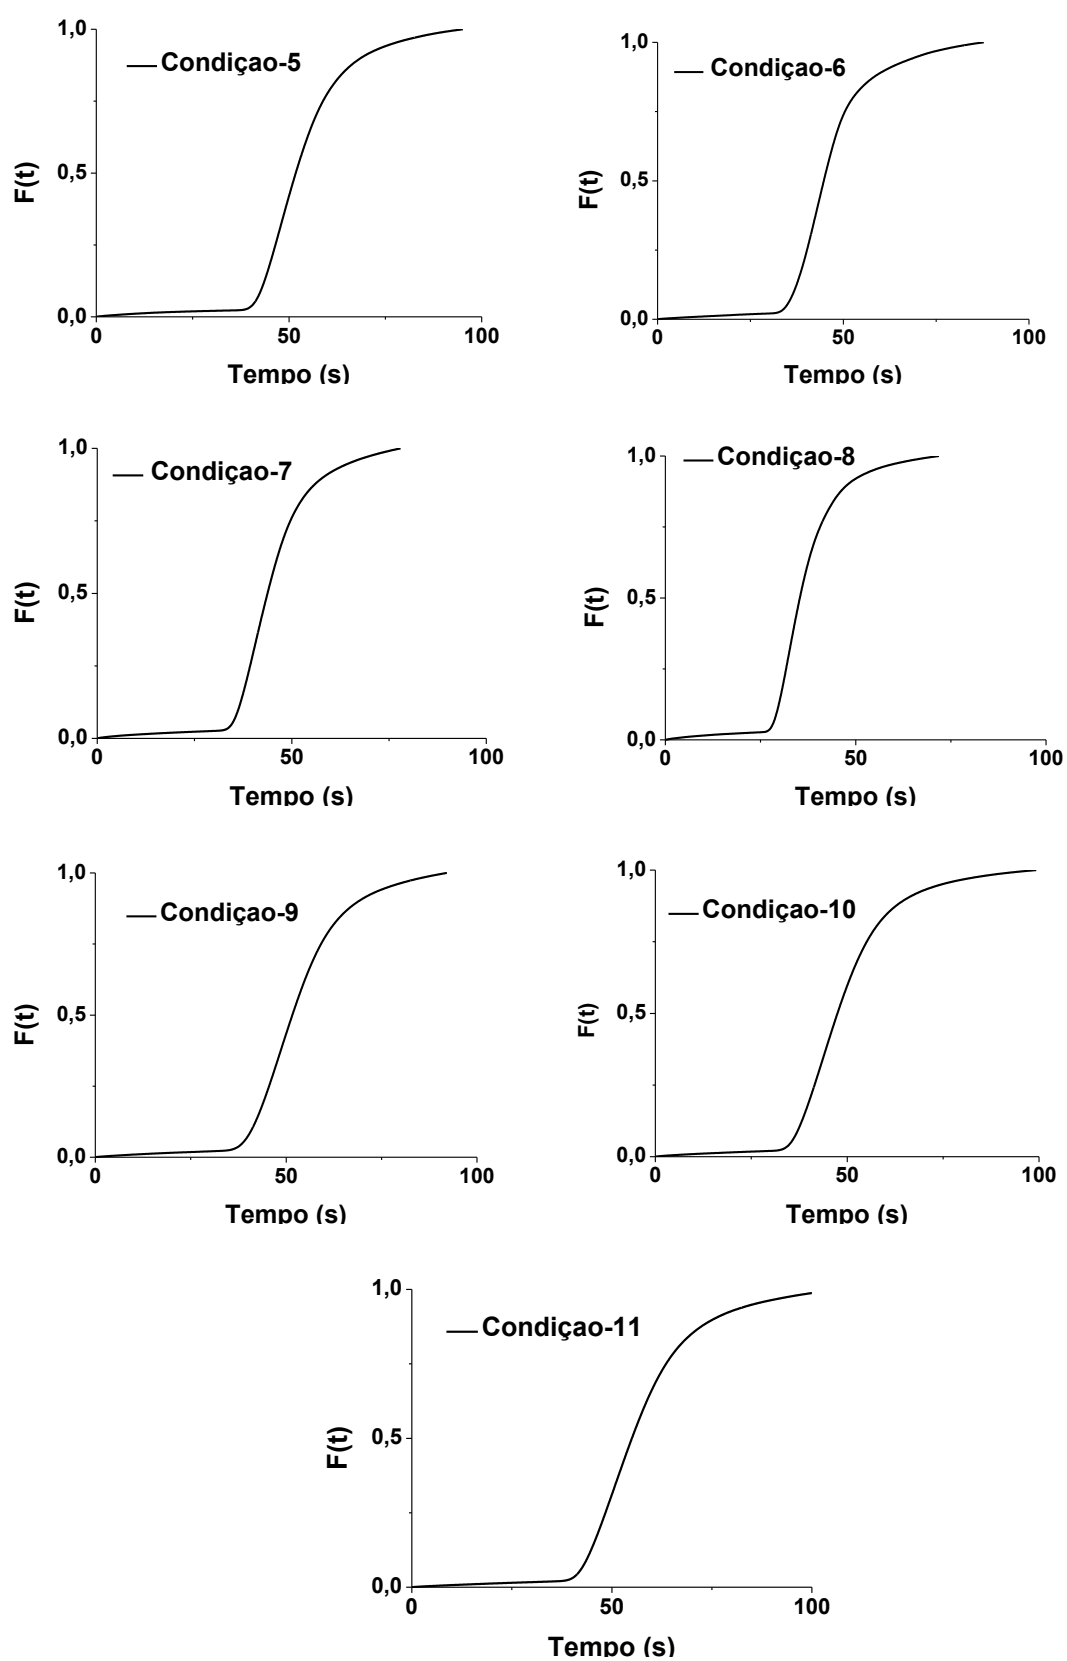 Condiçao-5
1,0
0,5
0,0
F(t)
0 50 100
Tempo (s)
Condiçao-6
1,0
0,5
0,0
F(t)
0 50 100
Tempo (s)
Condiçao-7
1,0
0,5
0,0
F(t)
0 50 100
Tempo (s)
Condiçao-8
1,0
0,5
0,0
F(t)
0 50 100
Tempo (s)
Condiçao-9
1,0
0,5
0,0
F(t)
0 50 100
Tempo (s)
Condiçao-10
1,0
0,5
0,0
F(t)
0 50 100
Tempo (s)
Condiçao-11
1,0
0,5
0,0
F(t)
0 50 100
Tempo (s)